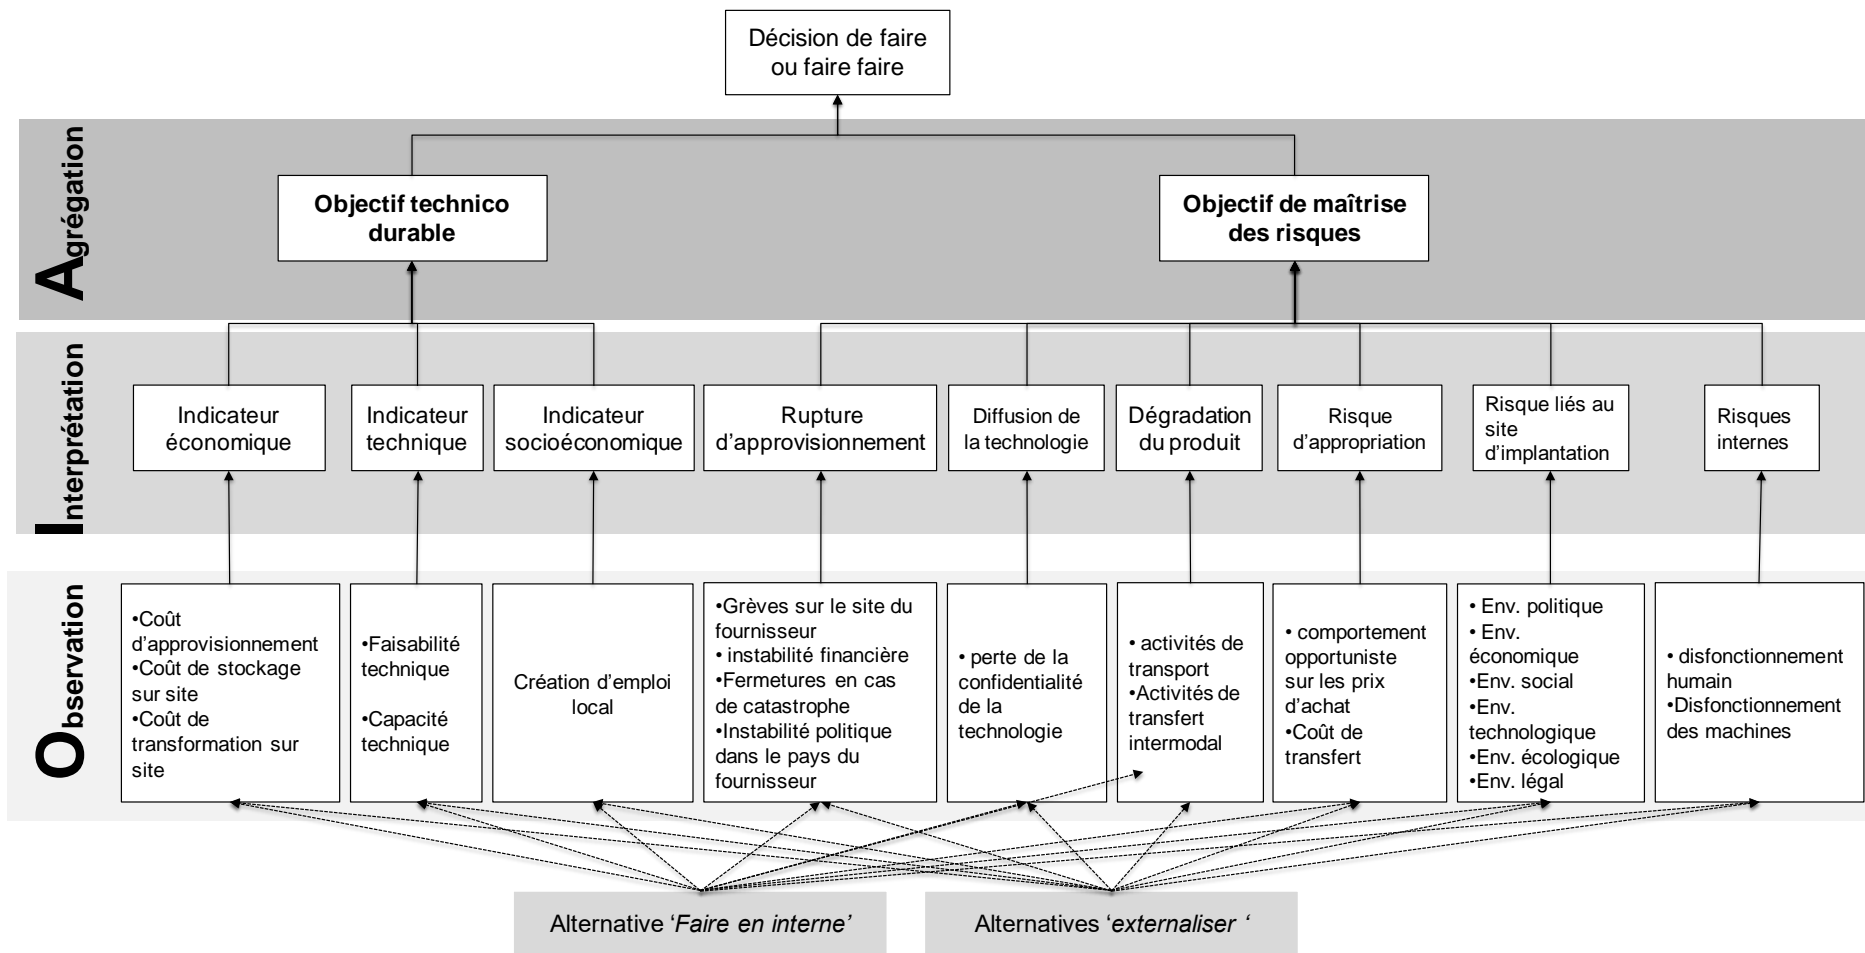 Décision de faire
ou faire faire
Agrégation
Objectif technico
durable
Objectif de maîtrise
des risques
Interprétation
Indicateur
économique
Indicateur
technique
Indicateur
socioéconomique
Rupture
d’approvisionnement
Diffusion de
la technologie
Dégradation
du produit
Risque
d’appropriation
Risque liés au
site
d’implantation
Risques
internes
Observation
•Coût
d’approvisionnement
•Coût de stockage
sur site
•Coût de
transformation sur
site
•Faisabilité
technique
•Capacité
technique
Création d’emploi
local
•Grèves sur le site du
fournisseur
• instabilité financière
•Fermetures en cas
de catastrophe
•Instabilité politique
dans le pays du
fournisseur
• perte de la
confidentialité
de la
technologie
• activités de
transport
•Activités de
transfert
intermodal
• comportement
opportuniste
sur les prix
d’achat
•Coût de
transfert
• Env. politique
• Env.
économique
•Env. social
•Env.
technologique
•Env. écologique
•Env. légal
• disfonctionnement
humain
•Disfonctionnement
des machines
Alternative ‘Faire en interne’
Alternatives ‘externaliser ‘